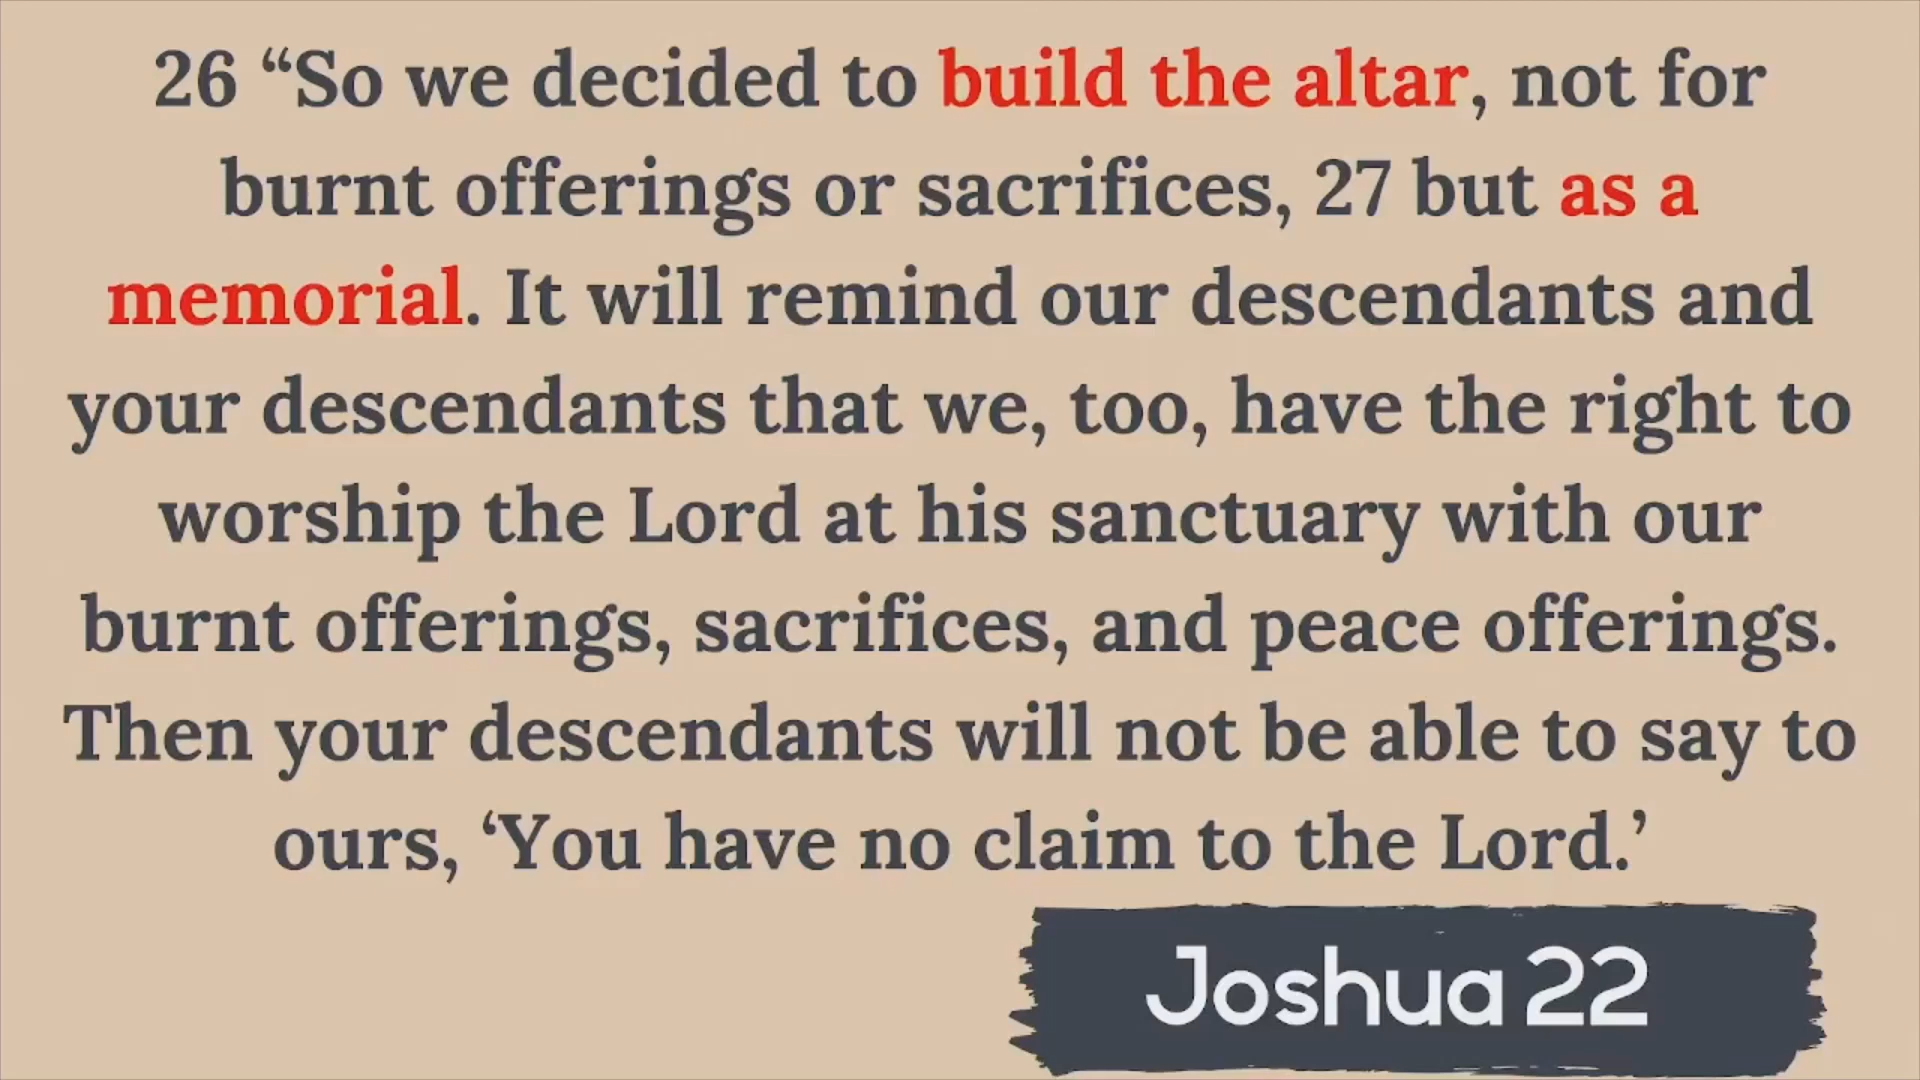 26 “So we decided to build the altar, not for
burnt offerings or sacrifices, 27 but as a
memorial. It will remind our descendants and
your descendants that we, too, have the right to
worship the Lord at his sanctuary with our
burnt offerings, sacrifices, and peace offerings.
Then your descendants will not be able to say to
ours, ‘You have no claim to the Lord.’
Joshua 22